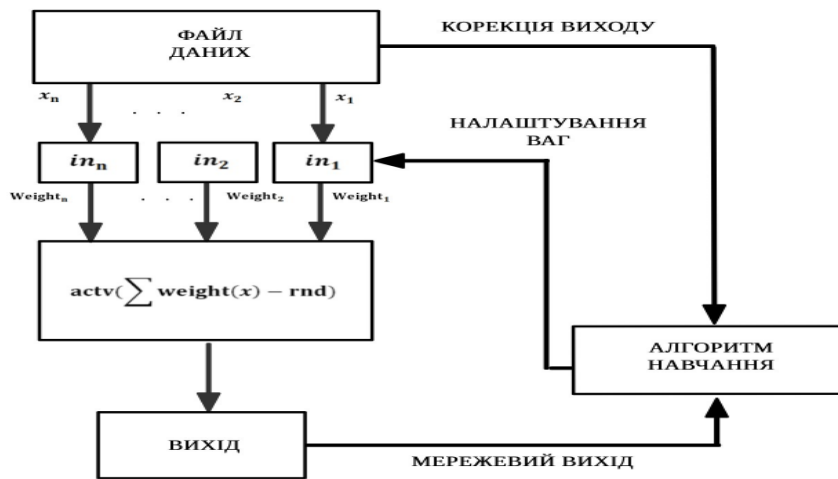 ФАЙЛ
ДАНИХ
КОРЕКЦІЯ ВИХОДУ
xₙ . . . x₂ x₁
НАЛАШТУВАННЯ
ВАГ
inₙ in₂ in₁
Weightₙ . . . Weight₂ Weight₁
actv(∑ weight(x) − rnd)
АЛГОРИТМ
НАВЧАННЯ
ВИХІД
МЕРЕЖЕВИЙ ВИХІД